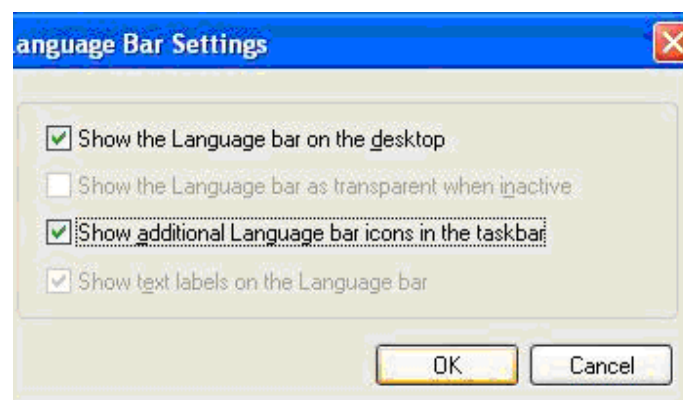 anguage Bar Settings
Show the Language bar on the desktop
Show the Language bar as transparent when inactive
Show additional Language bar icons in the taskbar
Show text labels on the Language bar
OK Cancel